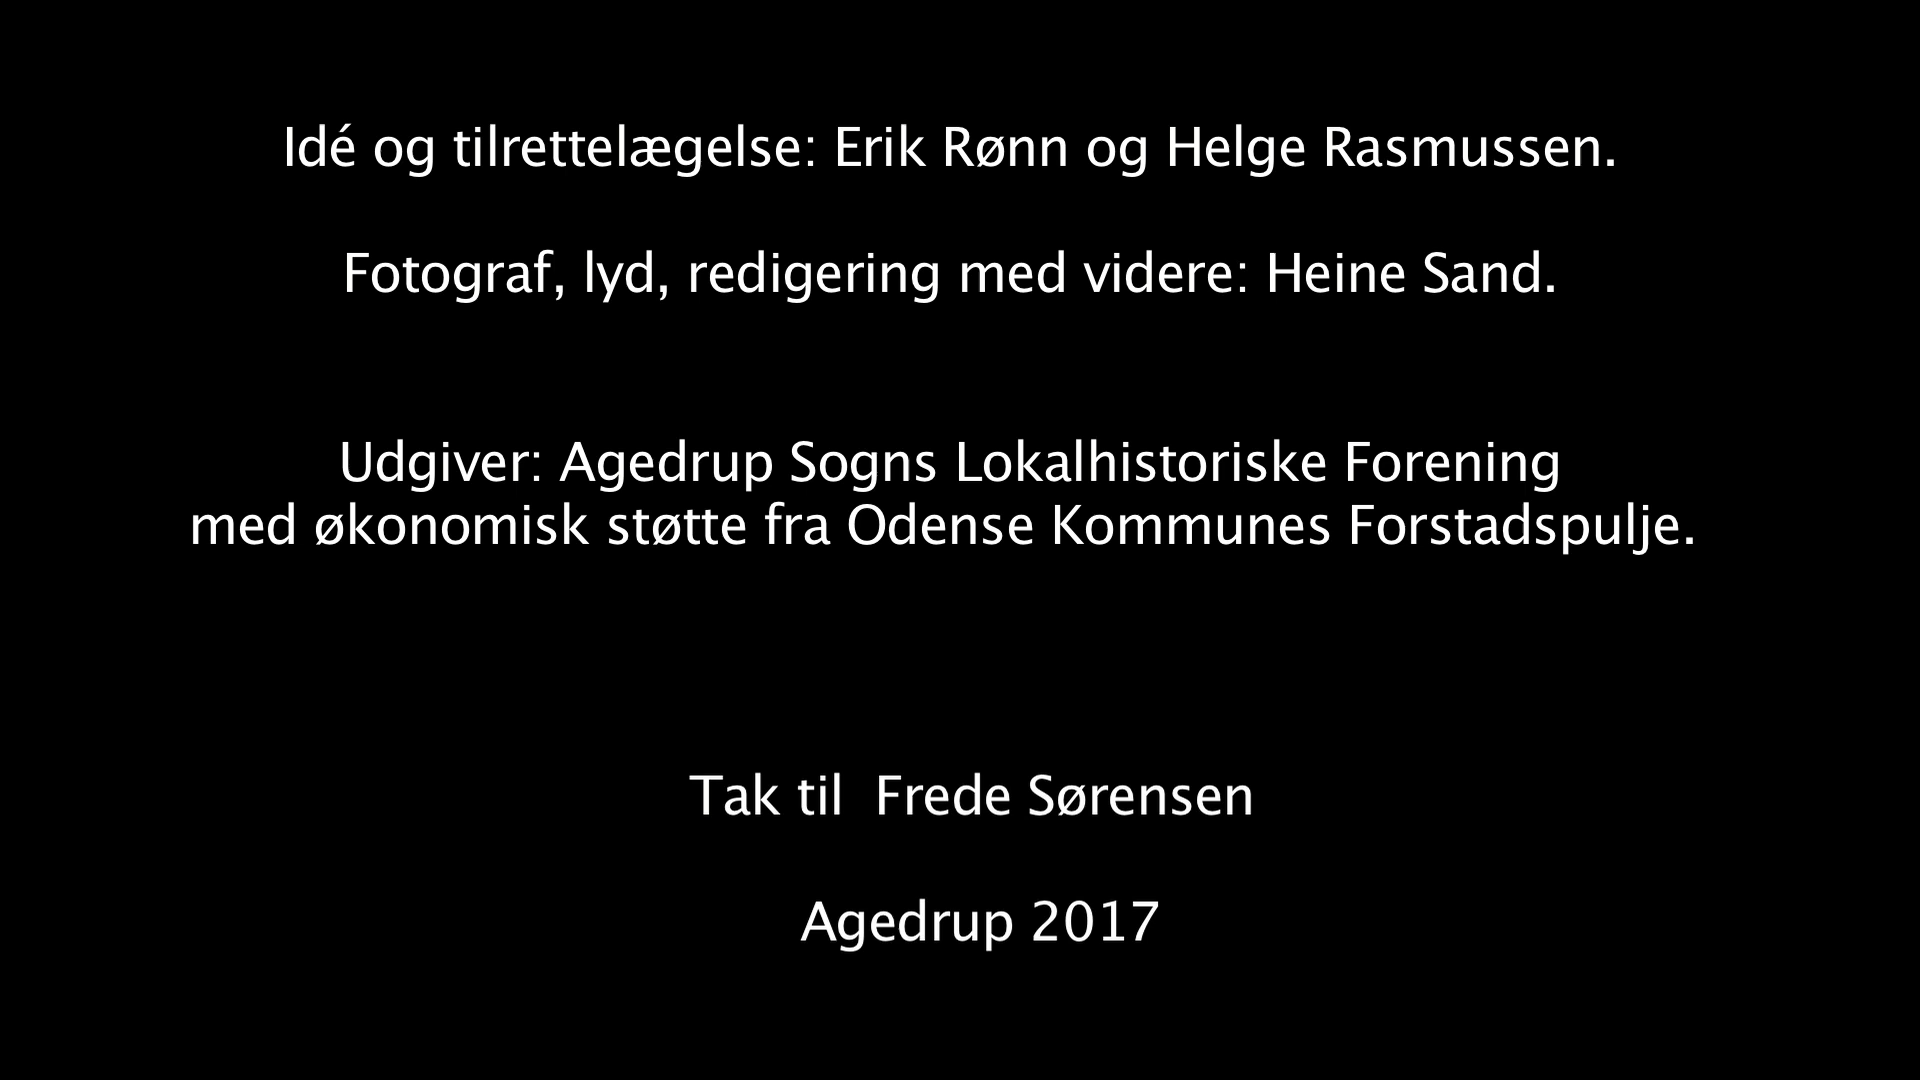 Idé og tilrettelægelse: Erik Rønn og Helge Rasmussen.
Fotograf, lyd, redigering med videre: Heine Sand.
Udgiver: Agedrup Sogns Lokalhistoriske Forening
med økonomisk støtte fra Odense Kommunes Forstadspulje.
Tak til  Frede Sørensen
Agedrup 2017